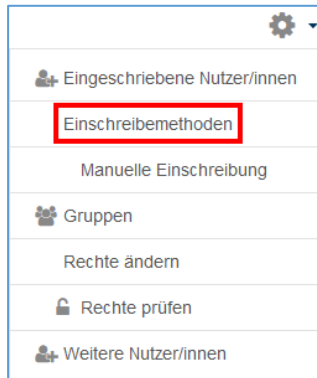 Eingeschriebene Nutzer/innen
Einschreibemethoden
Manuelle Einschreibung
Gruppen
Rechte ändern
Rechte prüfen
Weitere Nutzer/innen